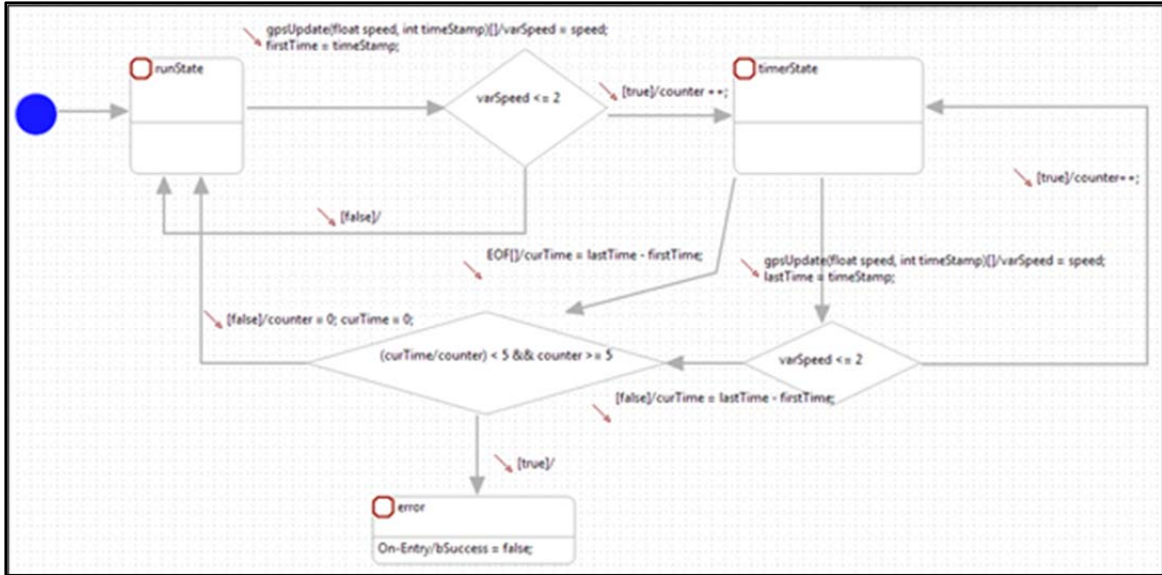 gpsUpdate(float speed, int timeStamp)[]/varSpeed = speed;
firstTime = timeStamp;
runState
varSpeed <= 2
[true]/counter ++;
timerState
[true]/counter++;
[false]/
EOF[]/curTime = lastTime - firstTime;
gpsUpdate(float speed, int timeStamp)[]/varSpeed = speed;
lastTime = timeStamp;
[false]/counter = 0; curTime = 0;
(curTime/counter) < 5 && counter >= 5
varSpeed <= 2
[false]/curTime = lastTime - firstTime;
[true]/
error
On-Entry/bSuccess = false;